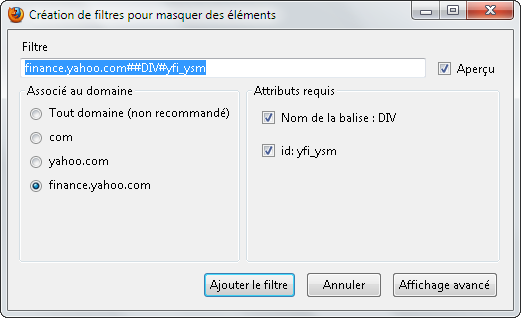 Création de filtres pour masquer des éléments
Filtre
finance.yahoo.com##DIV#yfi_ysm
Aperçu
Associé au domaine
Tout domaine (non recommandé)
com
yahoo.com
finance.yahoo.com
Attributs requis
Nom de la balise : DIV
id: yfi_ysm
Ajouter le filtre
Annuler
Affichage avancé